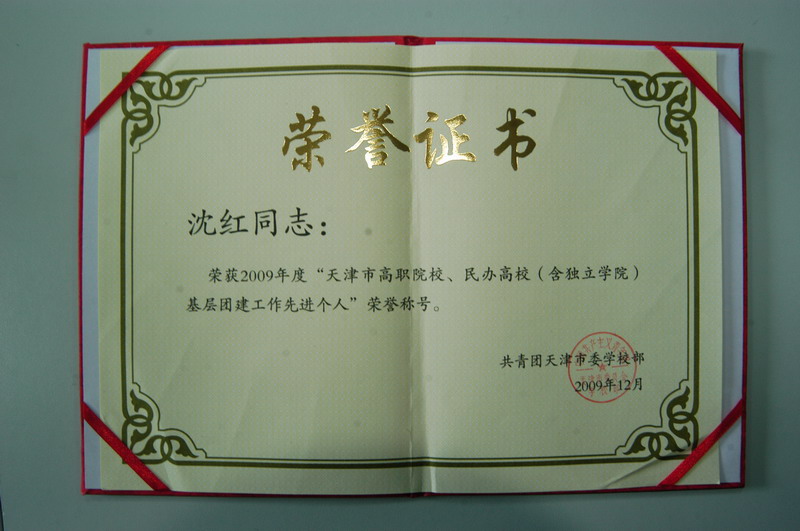 荣誉证书
沈红同志：
荣获2009年度“天津市高职院校、民办高校（含独立学院）
基层团建工作先进个人”荣誉称号。
共青团天津市委学校部
2009年12月